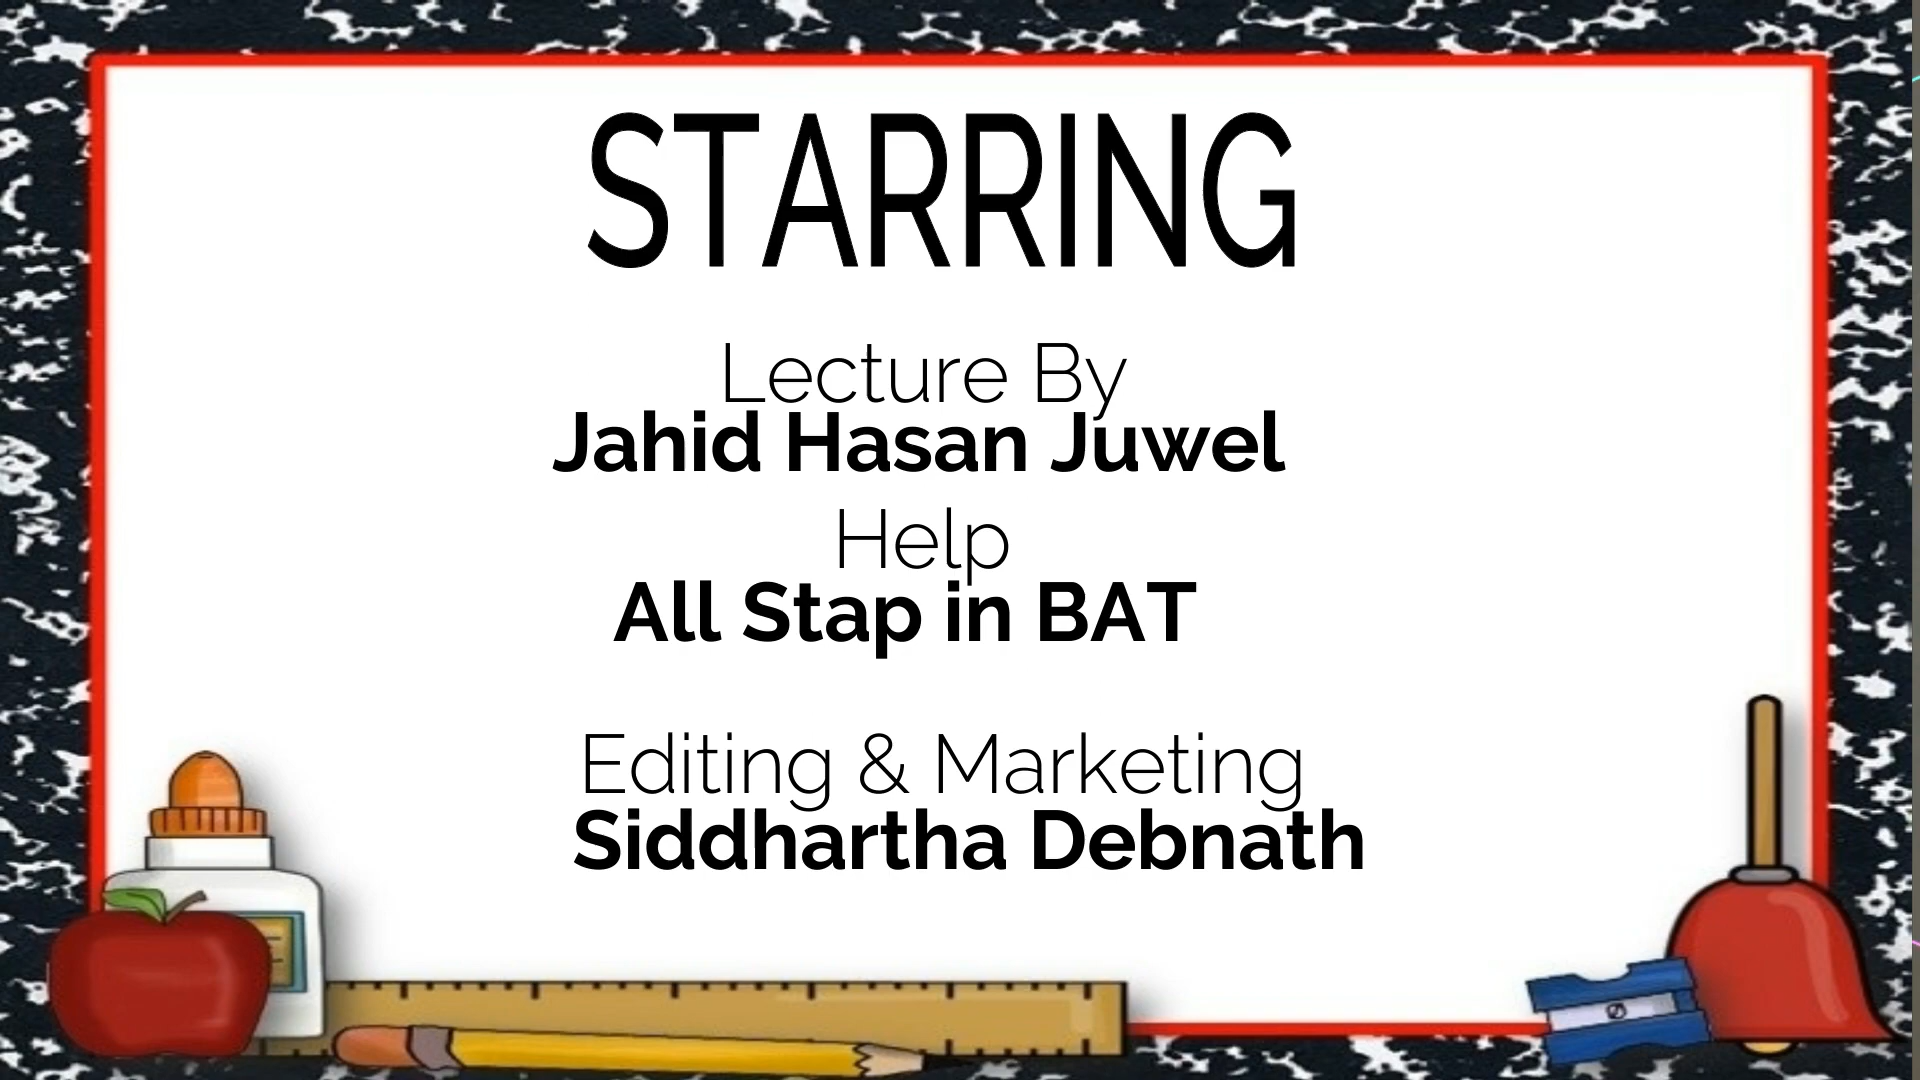 STARRING
Lecture By
Jahid Hasan Juwel
Help
All Stap in BAT
Editing & Marketing
Siddhartha Debnath